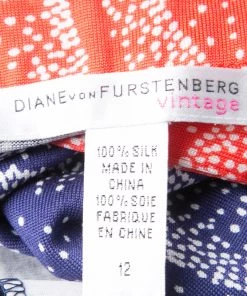 DIANE VON FURSTENBERG
vintage
100% SILK
MADE IN
CHINA
100% SOIE
FABRIQUE
EN CHINE
12